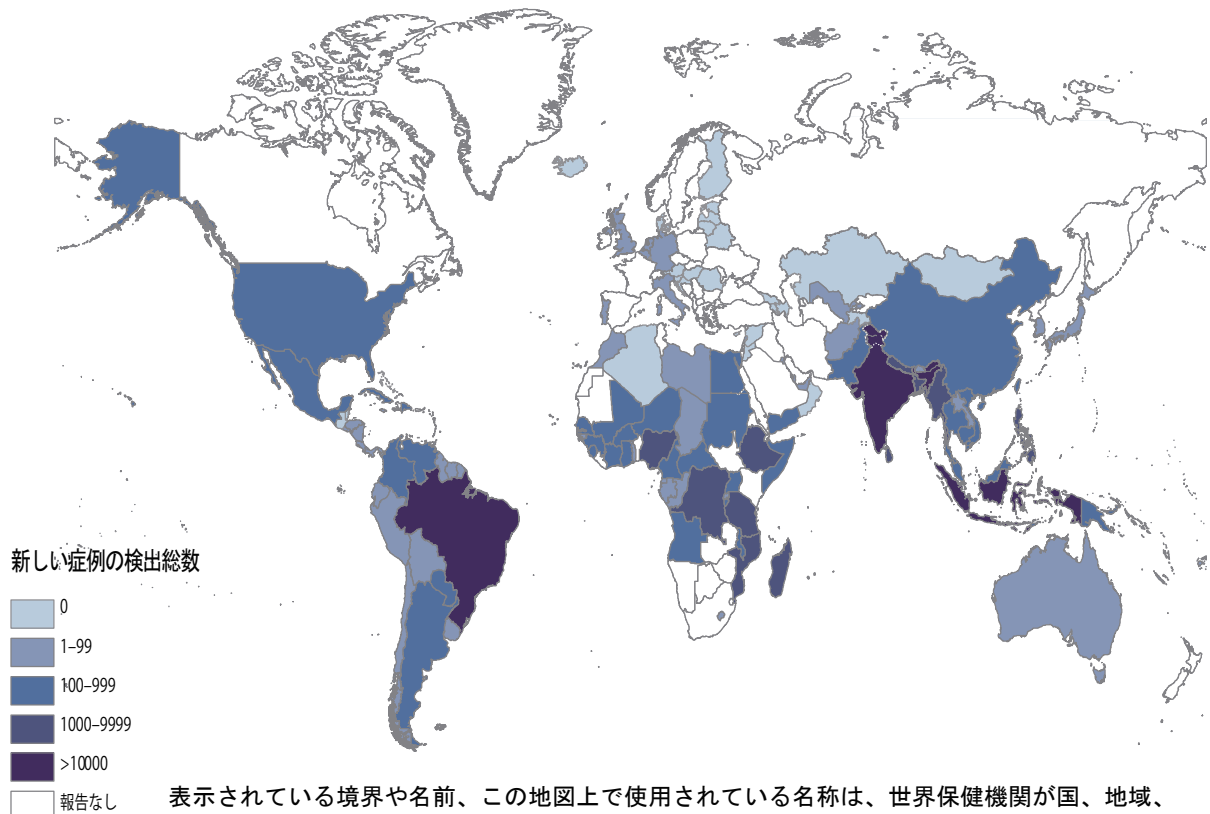 新しい症例の検出総数
0
1–99
100–999
1000–9999
>10000
報告なし
表示されている境界や名前、この地図上で使用されている名称は、世界保健機関が国、地域、